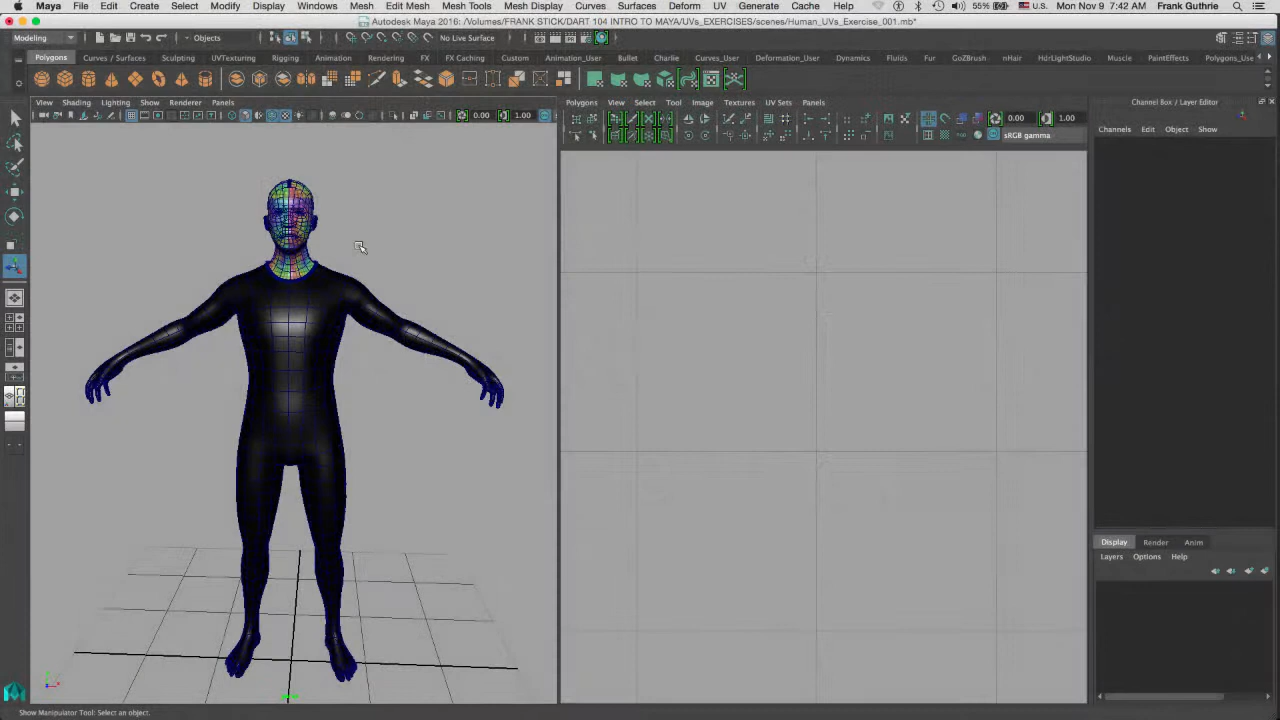 Maya File Edit Create Select Modify Display Windows Mesh Edit Mesh Mesh Tools Mesh Display Curves Surfaces Deform UV Generate Cache Arnold Help 55% U.S. Mon Nov 9 7:42 AM Frank Guthrie
Autodesk Maya 2016: /Volumes/FRANK STICK/DART 104 INTRO TO MAYA/UVs_EXERCISES/scenes/Human_UVs_Exercise_001.mb*
Modeling Objects No Live Surface
Polygons Curves / Surfaces Sculpting UVTexturing Rigging Animation Rendering FX FX Caching Custom Animation_User Bullet Charlie Curves_User Deformation_User Dynamics Fluids Fur GoZBrush nHair HdrLightStudio Muscle PaintEffects Polygons_Use
View Shading Lighting Show Renderer Panels
Polygons View Select Tool Image Textures UV Sets Panels
Channel Box / Layer Editor
0.00 1.00
0.00 1.00
Channels Edit Object Show
sRGB gamma
Display Render Anim
Layers Options Help
Show Manipulator Tool: Select an object.